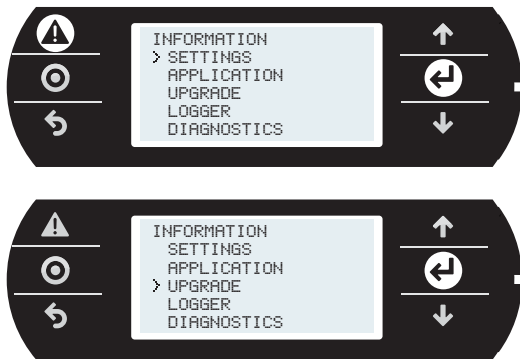 INFORMATION
> SETTINGS
APPLICATION
UPGRADE
LOGGER
DIAGNOSTICS
INFORMATION
SETTINGS
APPLICATION
> UPGRADE
LOGGER
DIAGNOSTICS